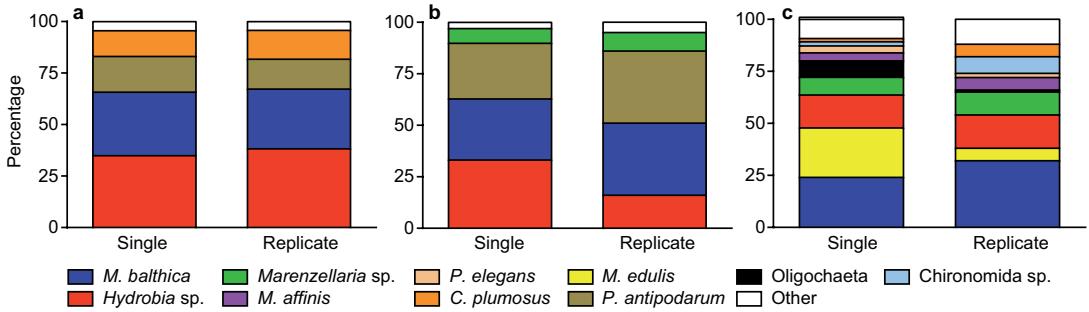 a
b
c
Percentage
100
75
50
25
0
Single
Replicate
100
75
50
25
0
Single
Replicate
100
75
50
25
0
Single
Replicate
M. balthica
Marenzellaria sp.
P. elegans
M. edulis
Oligochaeta
Chironomida sp.
Hydrobia sp.
M. affinis
C. plumosus
P. antipodarum
Other